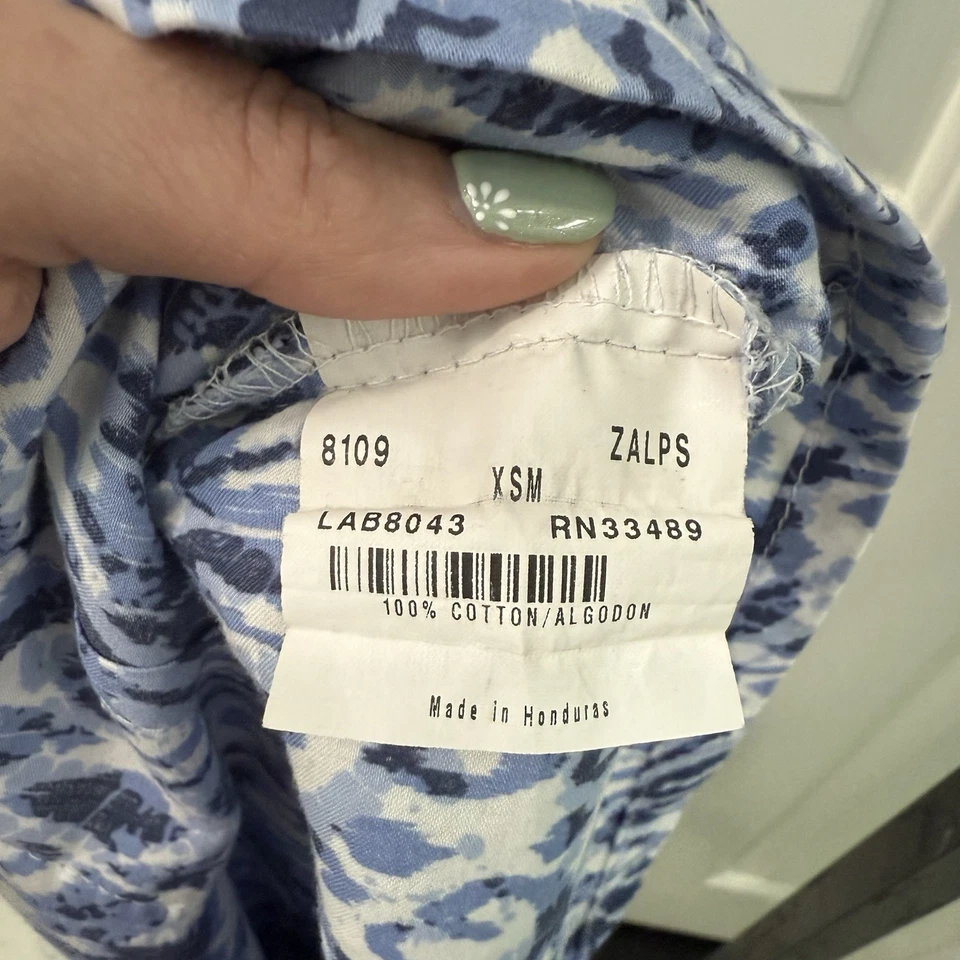 8109 ZALPS
XSM
LAB8043 RN33489
100% COTTON/ALGODON
Made in Honduras